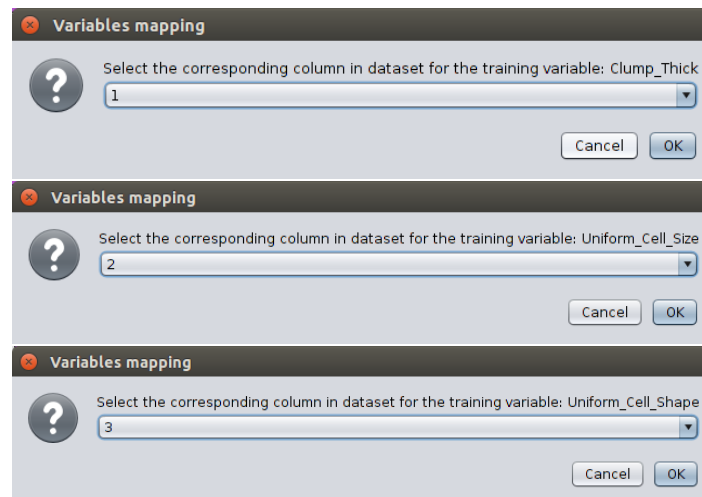 Variables mapping
Select the corresponding column in dataset for the training variable: Clump_Thick
1
Cancel OK
Variables mapping
Select the corresponding column in dataset for the training variable: Uniform_Cell_Size
2
Cancel OK
Variables mapping
Select the corresponding column in dataset for the training variable: Uniform_Cell_Shape
3
Cancel OK